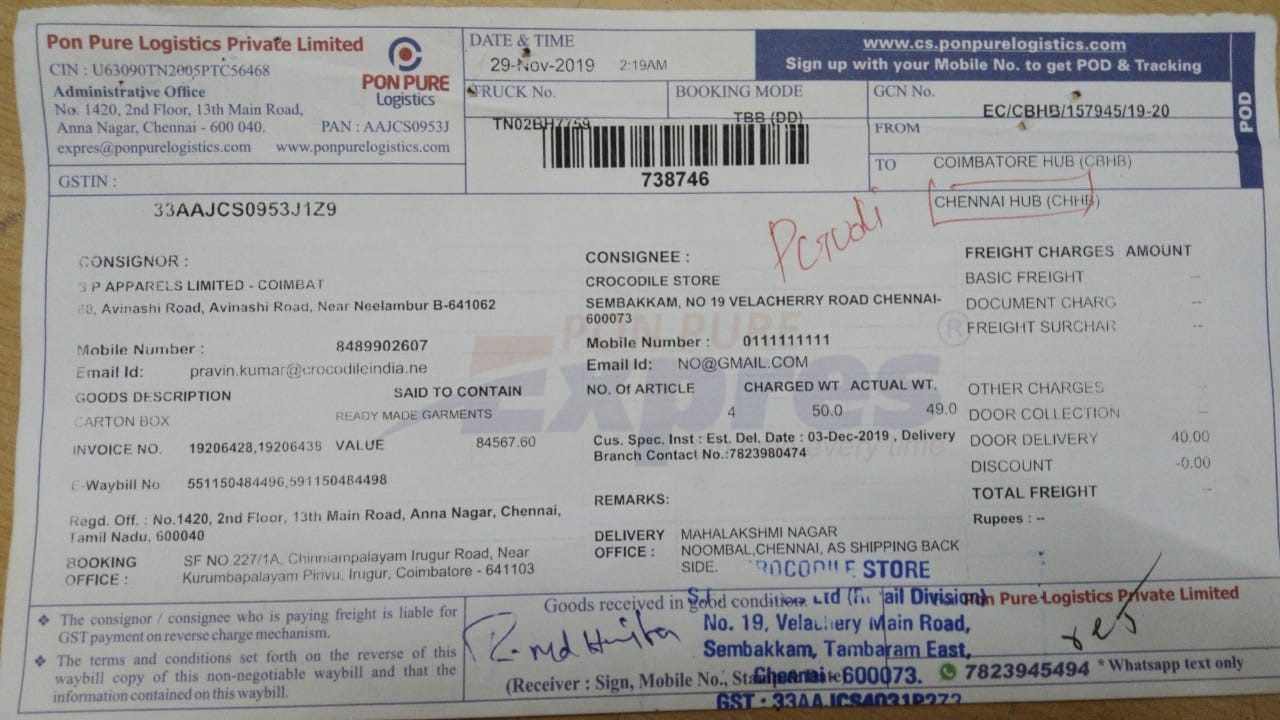 Pon Pure Logistics Private Limited
CIN : U63090TN2005PTC56468
Administrative Office
No. 1420, 2nd Floor, 13th Main Road,
Anna Nagar, Chennai - 600 040. PAN : AAJCS0953J
expres@ponpurelogistics.com www.ponpurelogistics.com
PON PURE
Logistics
GSTIN :
33AAJCS0953J1Z9
DATE & TIME
29-Nov-2019 2:19AM
TRUCK No.
TN02BH7759
BOOKING MODE
TBB (DD)
738746
www.cs.ponpurelogistics.com
Sign up with your Mobile No. to get POD & Tracking
GCN No.
EC/CBHB/157945/19-20
FROM
COIMBATORE HUB (CBHB)
TO
CHENNAI HUB (CHHB)
POD
CONSIGNOR :
S P APPARELS LIMITED - COIMBAT
Avinashi Road, Avinashi Road, Near Neelambur B-641062
Mobile Number : 8489902607
Email Id: pravin.kumar@crocodileindia.ne
GOODS DESCRIPTION SAID TO CONTAIN
CARTON BOX READY MADE GARMENTS
INVOICE NO. 19206428,19206438 VALUE 84567.60
E-Waybill No 551150484496,591150484498
Regd. Off. : No.1420, 2nd Floor, 13th Main Road, Anna Nagar, Chennai,
Tamil Nadu, 600040
BOOKING OFFICE : SF NO.227/1A, Chinniampalayam Irugur Road, Near
Kurumbapalayam Pirivu, Irugur, Coimbatore - 641103
CONSIGNEE :
CROCODILE STORE
SEMBAKKAM, NO 19 VELACHERRY ROAD CHENNAI-
600073
Mobile Number : 0111111111
Email Id: NO@GMAIL.COM
NO. Of ARTICLE CHARGED WT ACTUAL WT.
4 50.0 49.0
Cus. Spec. Inst : Est. Del. Date : 03-Dec-2019 , Delivery
Branch Contact No.:7823980474
REMARKS:
DELIVERY OFFICE : MAHALAKSHMI NAGAR
NOOMBAL,CHENNAI, AS SHIPPING BACK
SIDE.
PON PURE
Expres
every time
®
FREIGHT CHARGES AMOUNT
BASIC FREIGHT --
DOCUMENT CHARG --
FREIGHT SURCHAR --
OTHER CHARGES --
DOOR COLLECTION --
DOOR DELIVERY 40.00
DISCOUNT -0.00
TOTAL FREIGHT --
Rupees : --
The consignor / consignee who is paying freight is liable for
GST payment on reverse charge mechanism.
The terms and conditions set forth on the reverse of this
waybill copy of this non-negotiable waybill and that the
information contained on this waybill.
Goods received in good condition.
(Receiver : Sign, Mobile No.,
CROCODILE STORE
Ltd (Retail Division)
No. 19, Velachery Main Road,
Sembakkam, Tambaram East,
Chennai - 600073.
GST :
Pon Pure Logistics Private Limited
7823945494 * Whatsapp text only